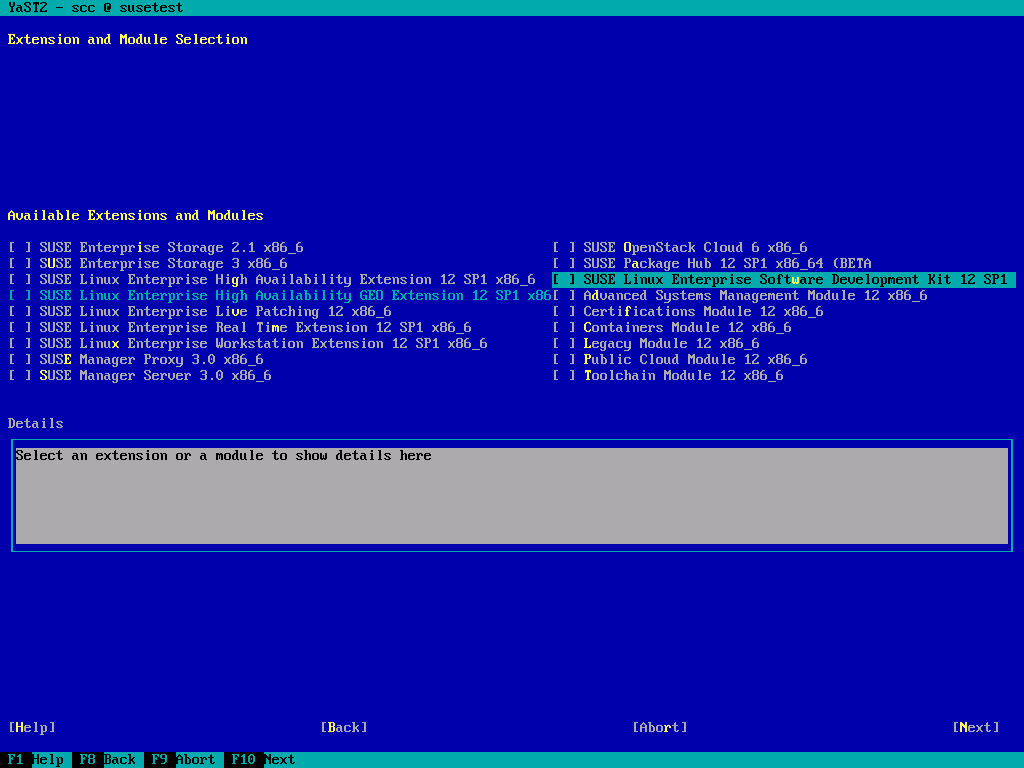 YaST2 - scc @ susetest
Extension and Module Selection
Available Extensions and Modules
[ ] SUSE Enterprise Storage 2.1 x86_6
[ ] SUSE Enterprise Storage 3 x86_6
[ ] SUSE Linux Enterprise High Availability Extension 12 SP1 x86_6
[ ] SUSE Linux Enterprise High Availability GEO Extension 12 SP1 x86
[ ] SUSE Linux Enterprise Live Patching 12 x86_6
[ ] SUSE Linux Enterprise Real Time Extension 12 SP1 x86_6
[ ] SUSE Linux Enterprise Workstation Extension 12 SP1 x86_6
[ ] SUSE Manager Proxy 3.0 x86_6
[ ] SUSE Manager Server 3.0 x86_6
[ ] SUSE OpenStack Cloud 6 x86_6
[ ] SUSE Package Hub 12 SP1 x86_64 (BETA
[ ] SUSE Linux Enterprise Software Development Kit 12 SP1
[ ] Advanced Systems Management Module 12 x86_6
[ ] Certifications Module 12 x86_6
[ ] Containers Module 12 x86_6
[ ] Legacy Module 12 x86_6
[ ] Public Cloud Module 12 x86_6
[ ] Toolchain Module 12 x86_6
Details
Select an extension or a module to show details here
[Help] [Back] [Abort] [Next]
F1 Help F8 Back F9 Abort F10 Next